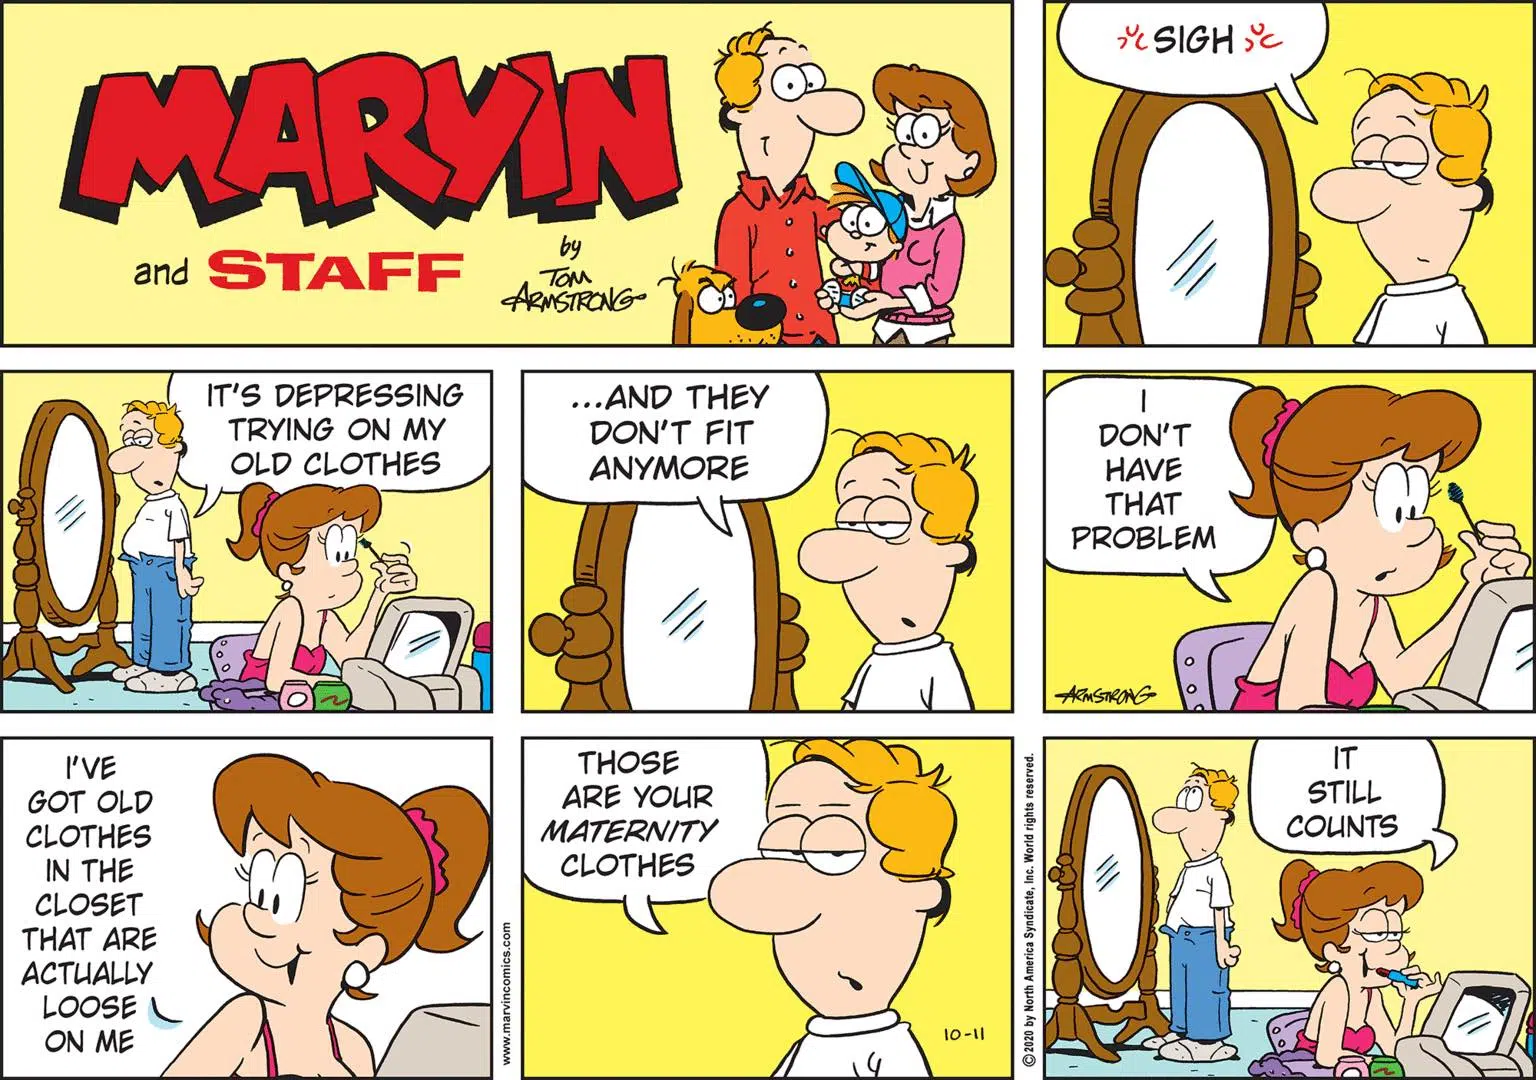 MARVIN
and STAFF
by
TOM
ARMSTRONG
SIGH
IT'S DEPRESSING
TRYING ON MY
OLD CLOTHES
...AND THEY
DON'T FIT
ANYMORE
I
DON'T
HAVE
THAT
PROBLEM
ARMSTRONG
I'VE
GOT OLD
CLOTHES
IN THE
CLOSET
THAT ARE
ACTUALLY
LOOSE
ON ME
www.marvincomics.com
THOSE
ARE YOUR
MATERNITY
CLOTHES
10-11
©2020 by North America Syndicate, Inc. World rights reserved.
IT
STILL
COUNTS